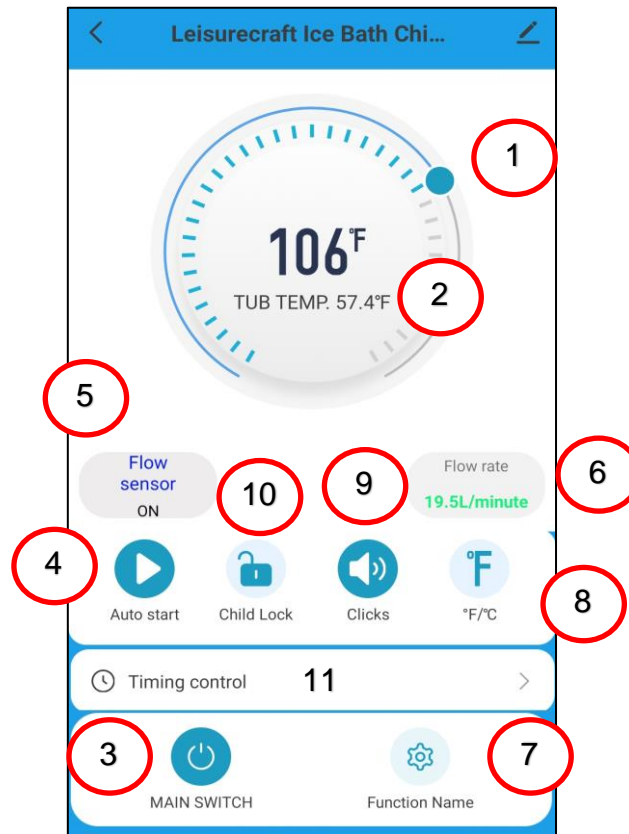 Leisurecraft Ice Bath Chi...
1
106°F
TUB TEMP. 57.4°F
2
5
Flow
sensor
ON
10
9
Flow rate
19.5L/minute
6
4
Auto start
Child Lock
Clicks
°F
°F/°C
8
Timing control
11
3
MAIN SWITCH
Function Name
7